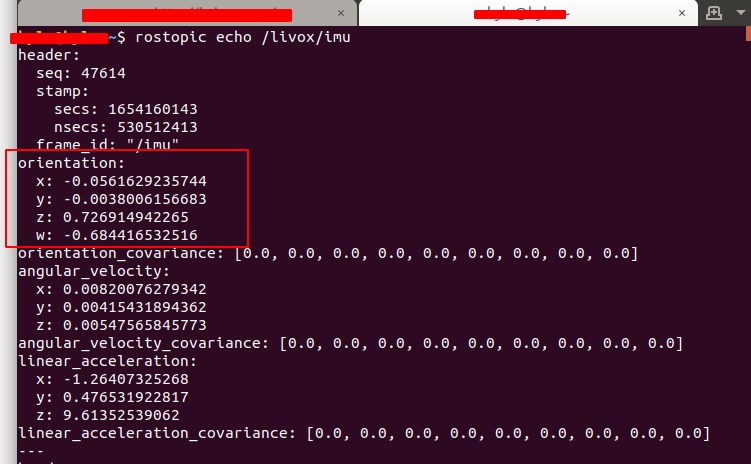 ~$ rostopic echo /livox/imu
header:
seq: 47614
stamp:
secs: 1654160143
nsecs: 530512413
frame_id: "/imu"
orientation:
x: -0.0561629235744
y: -0.0038006156683
z: 0.726914942265
w: -0.684416532516
orientation_covariance: [0.0, 0.0, 0.0, 0.0, 0.0, 0.0, 0.0, 0.0, 0.0]
angular_velocity:
x: 0.00820076279342
y: 0.00415431894362
z: 0.00547565845773
angular_velocity_covariance: [0.0, 0.0, 0.0, 0.0, 0.0, 0.0, 0.0, 0.0, 0.0]
linear_acceleration:
x: -1.26407325268
y: 0.476531922817
z: 9.61352539062
linear_acceleration_covariance: [0.0, 0.0, 0.0, 0.0, 0.0, 0.0, 0.0, 0.0, 0.0]
---